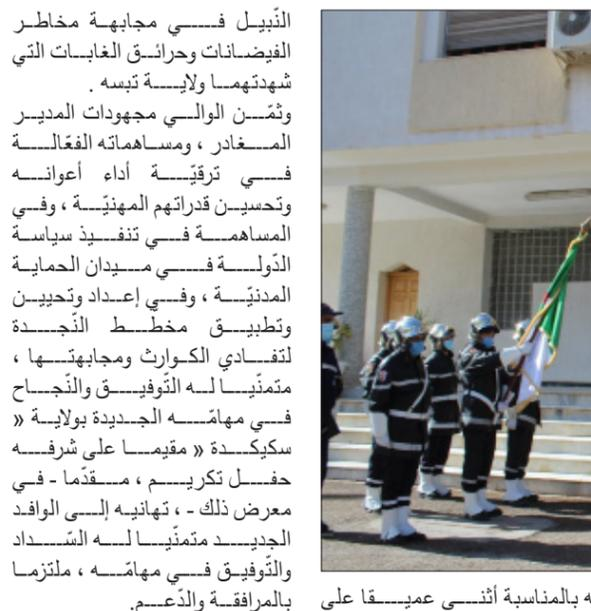 النّبيل فـي مجابهة مخاطر
الفيضانات وحرائق الغابات التي
شهدتهما ولاية تبسه .
وثمّن الوالي مجهودات المدير
المغادر ، ومساهماته الفعّالة
في ترقيّة أداء أعوانه
وتحسين قدراتهم المهنيّة ، وفي
المساهمة في تنفيذ سياسة
الدّولة في ميدان الحماية
المدنيّة ، وفي إعداد وتحيين
وتطبيق مخطّط النّجدة
لتفادي الكوارث ومجابهتها ،
متمنّيا له التّوفيق والنّجاح
في مهامّه الجديدة بولاية «
سكيكدة « مقيما على شرفه
حفل تكريم ، مقدّما - في
معرض ذلك - ، تهانيه إلى الوافد
الجديد متمنّيا له السّداد
والتّوفيق في مهامّه ، ملتزما
بالمرافقة والدّعم.
ه بالمناسبة أثنى عميقا على